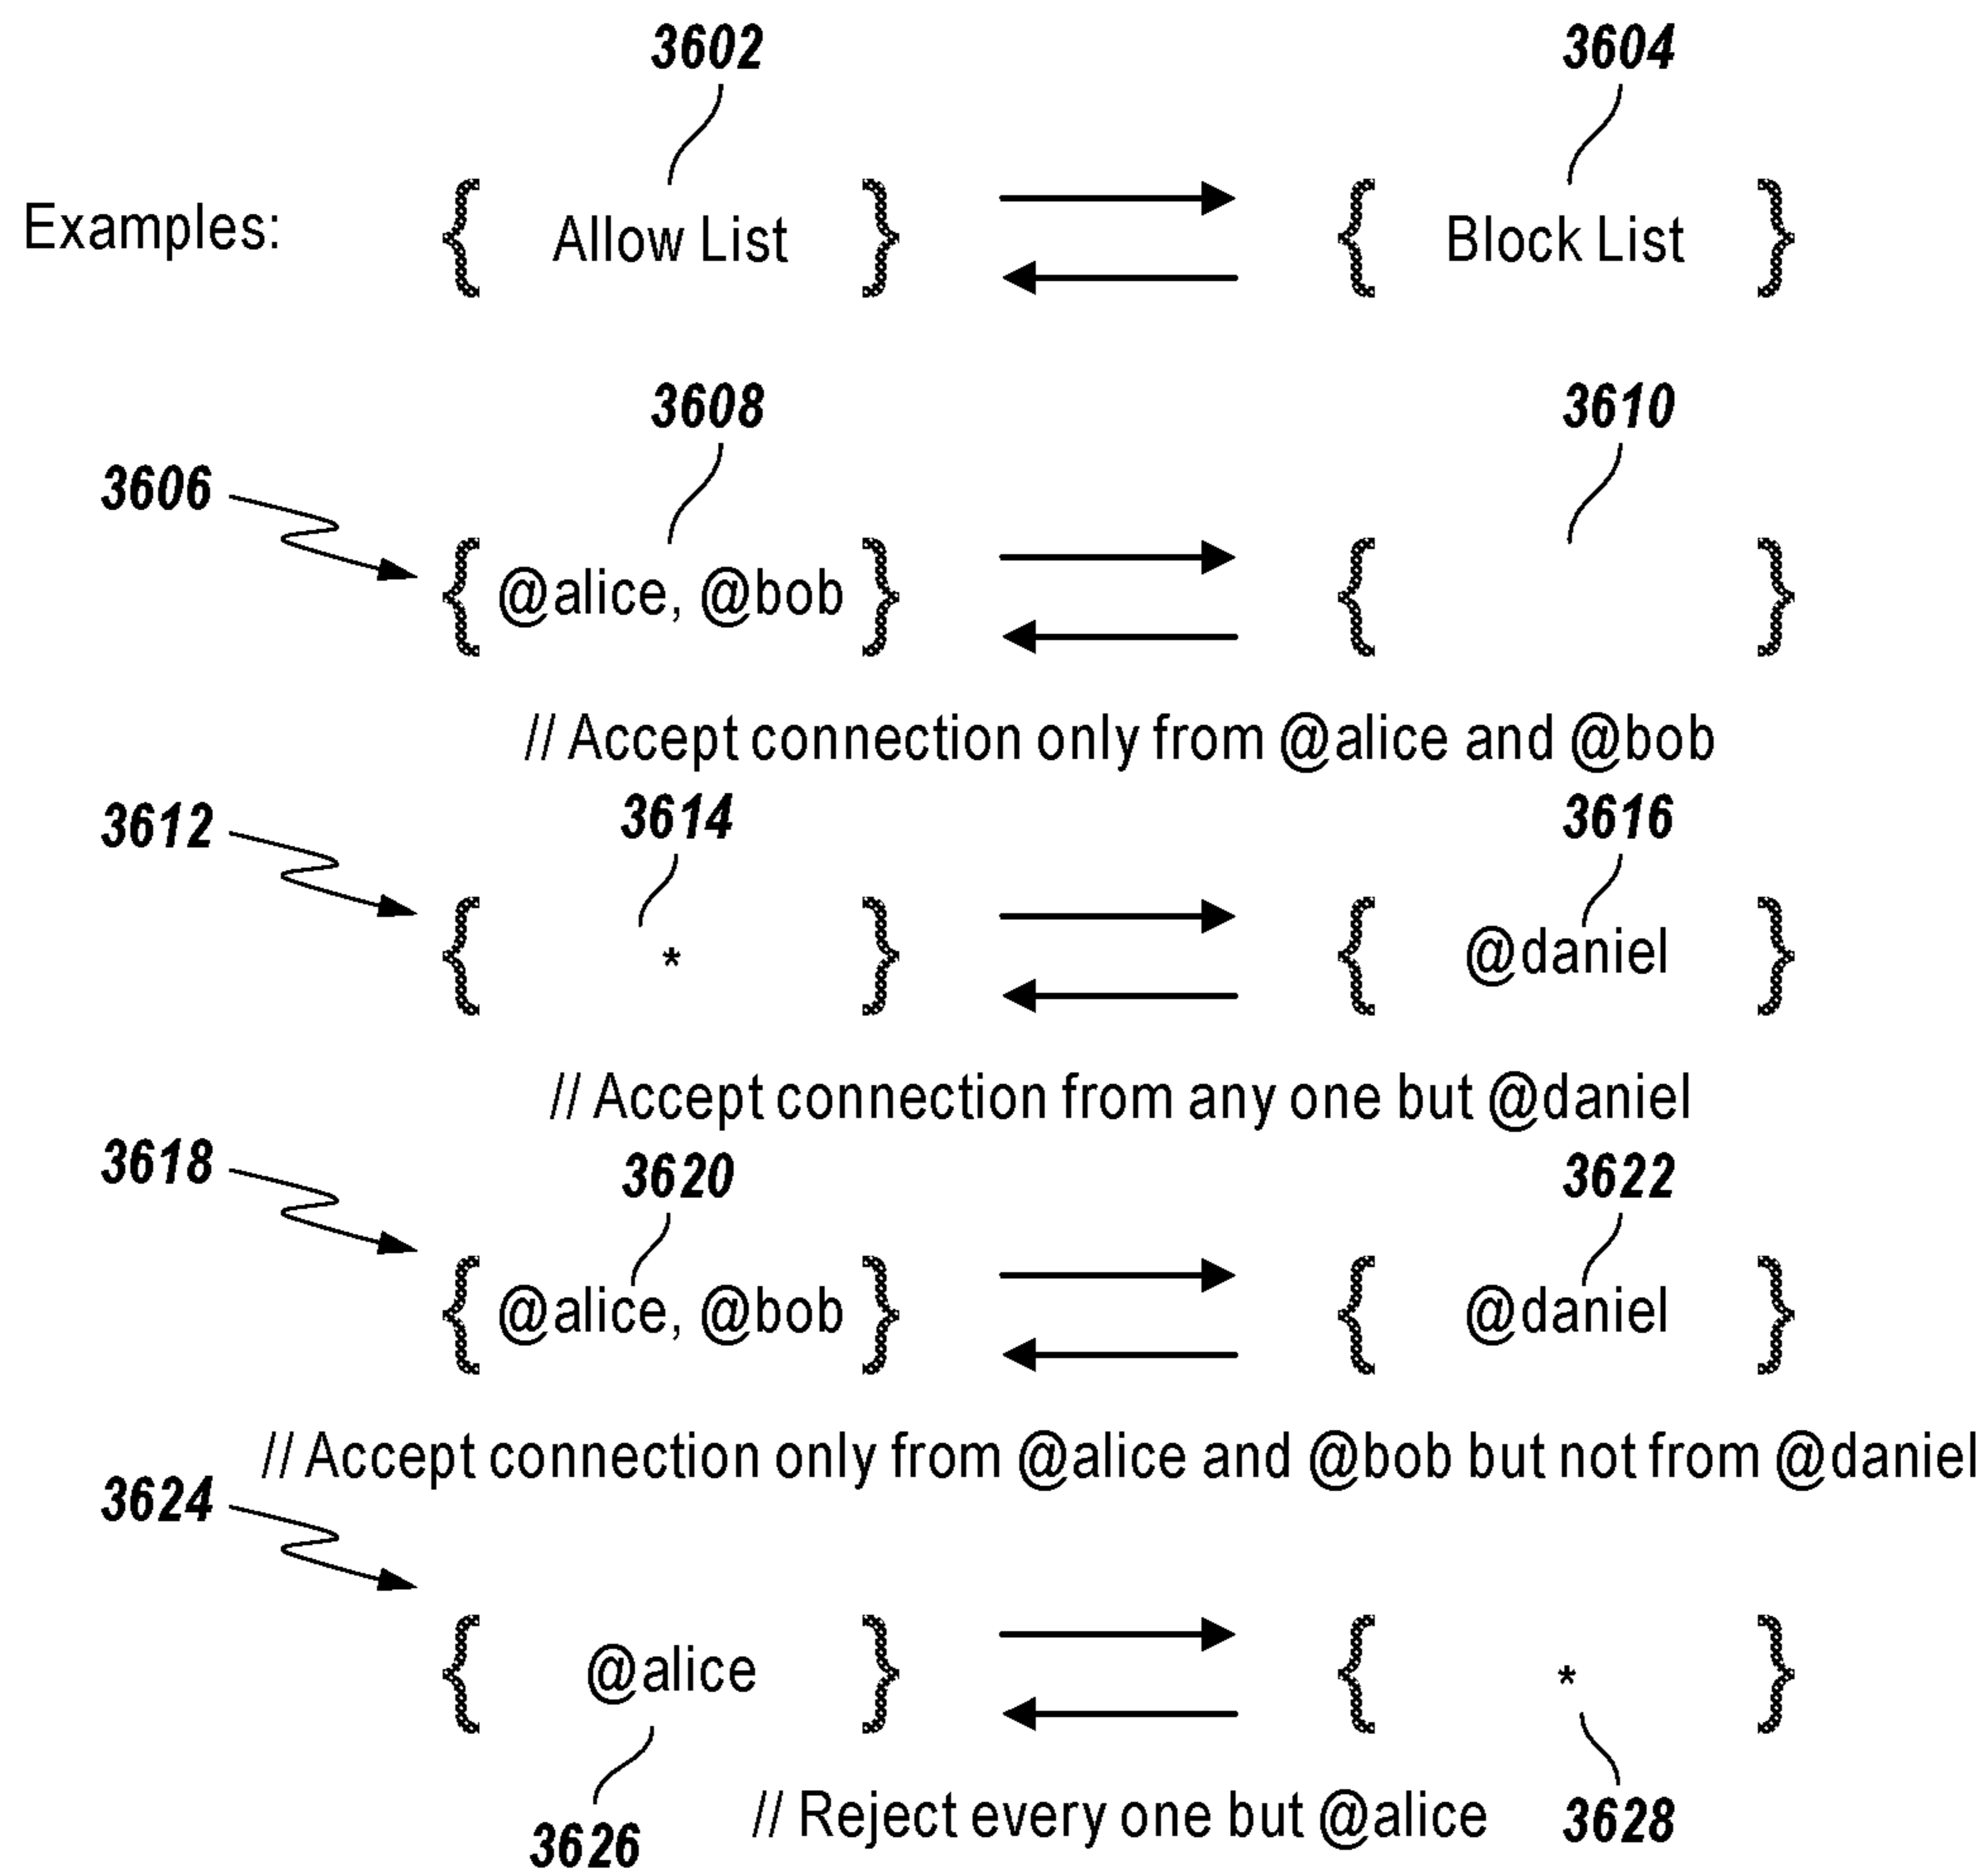 3602 3604
Examples: { Allow List } { Block List }
3608 3610
3606
{ @alice, @bob } { }
// Accept connection only from @alice and @bob
3612 3614 3616
{ * } { @daniel }
// Accept connection from any one but @daniel
3618 3620 3622
{ @alice, @bob } { @daniel }
// Accept connection only from @alice and @bob but not from @daniel
3624
{ @alice } { * }
3626 // Reject every one but @alice 3628